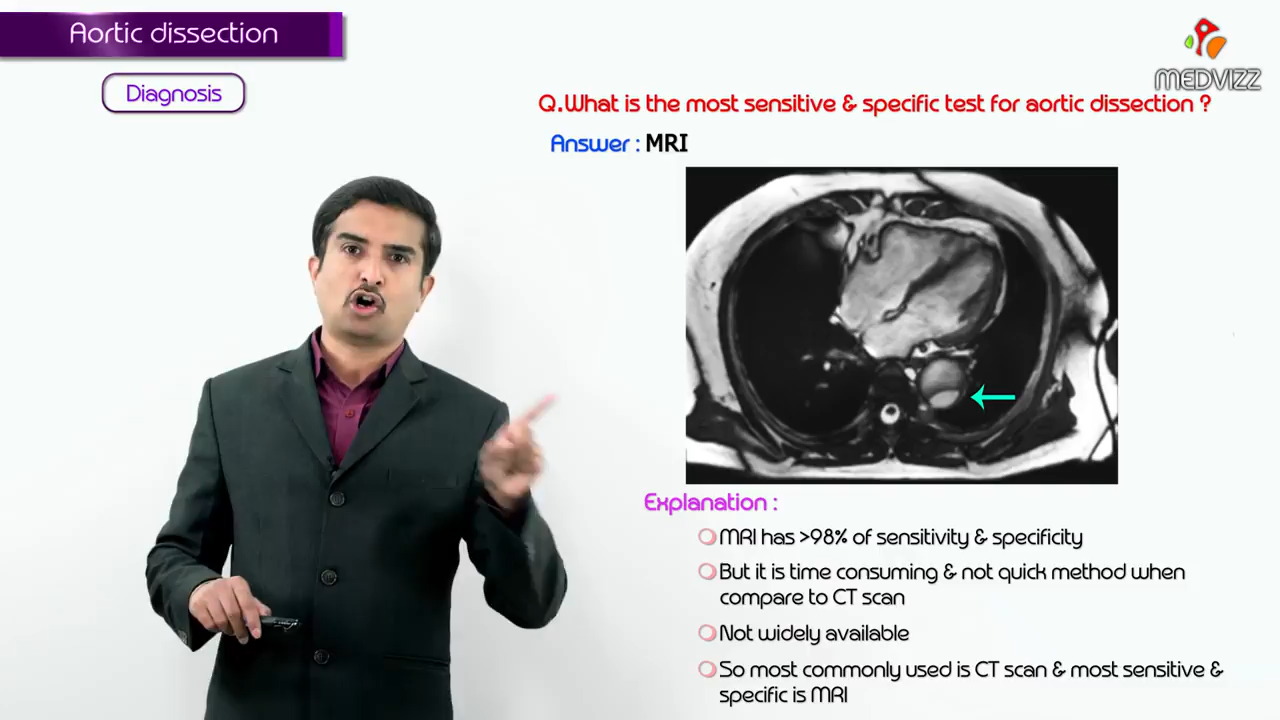 Aortic dissection
MEDVIZZ
Diagnosis
Q.What is the most sensitive & specific test for aortic dissection ?
Answer : MRI
Explanation :
MRI has >98% of sensitivity & specificity
But it is time consuming & not quick method when
compare to CT scan
Not widely available
So most commonly used is CT scan & most sensitive &
specific is MRI